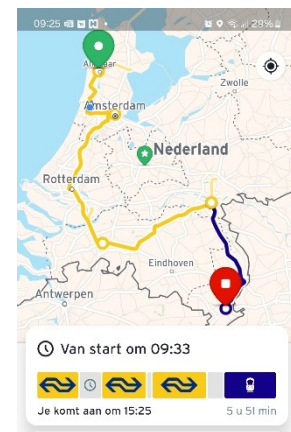 09:25
29%
Zwolle
Amsterdam
Nederland
Rotterdam
Eindhoven
Antwerpen
Van start om 09:33
Je komt aan om 15:25
5 u 51 min